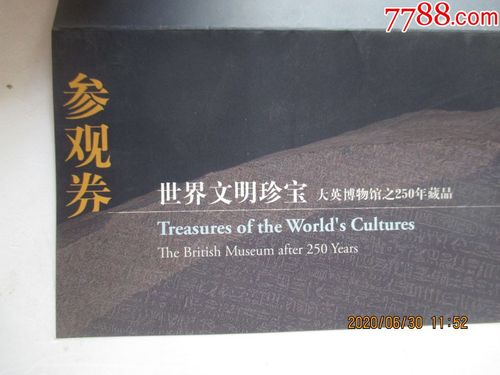 7788.com
参观券
世界文明珍宝 大英博物馆之250年藏品
Treasures of the World's Cultures
The British Museum after 250 Years
2020/06/30 11:52